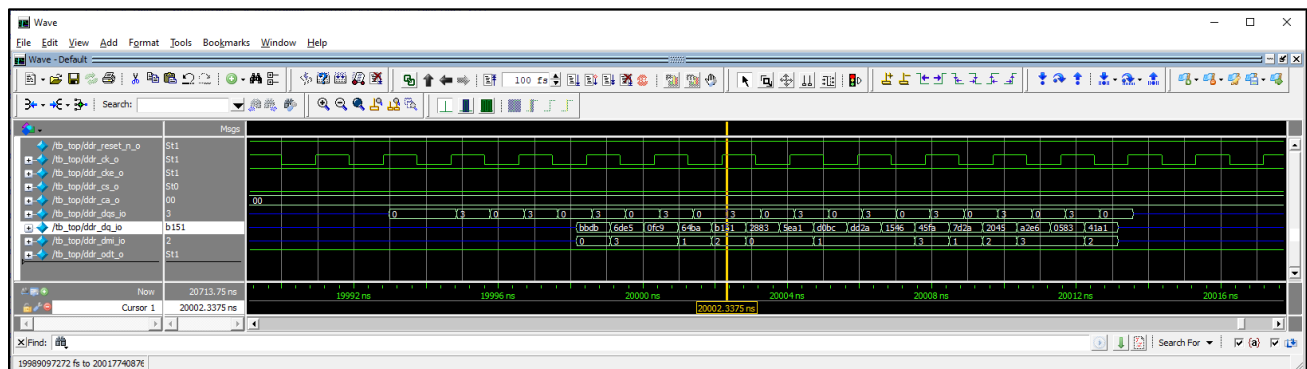 Wave
File Edit View Add Format Tools Bookmarks Window Help
Wave - Default
100 fs
Search:
Msgs
/tb_top/ddr_reset_n_o St1
/tb_top/ddr_ck_o St1
/tb_top/ddr_cke_o St1
/tb_top/ddr_cs_o St0
/tb_top/ddr_ca_o 00 00
/tb_top/ddr_dqs_io 3 0 3 0 3 0 3 0 3 0 3 0 3 0 3 0 3 0 3 0 3 0
/tb_top/ddr_dq_io b151 bbdb 6de5 0fc9 64ba b151 2883 5ea1 d0bc dd2a 1546 45fa 7d2a 2045 a2e6 0583 41a1
/tb_top/ddr_dmi_io 2 0 3 1 2 0 1 3 1 2 3 2
/tb_top/ddr_odt_o St1
Now 20713.75 ns 19992 ns 19996 ns 20000 ns 20004 ns 20008 ns 20012 ns 20016 ns
Cursor 1 20002.3375 ns 20002.3375 ns
Find: Search For (a)
19989097272 fs to 2001774087